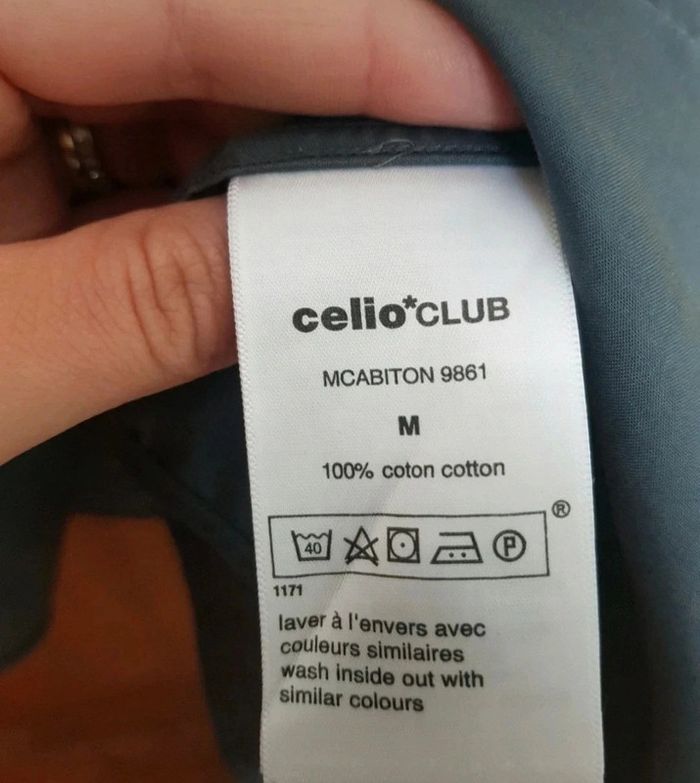 celio*CLUB
MCABITON 9861
M
100% coton cotton
®
40 P
1171
laver à l'envers avec
couleurs similaires
wash inside out with
similar colours